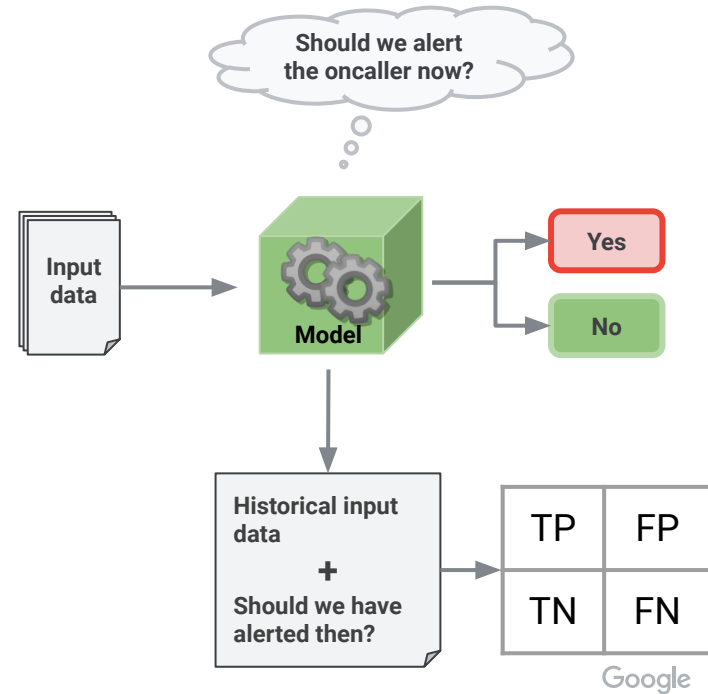 Should we alert
the oncaller now?
Input
data
Model
Yes
No
Historical input
data
+
Should we have
alerted then?
TP FP
TN FN
Google